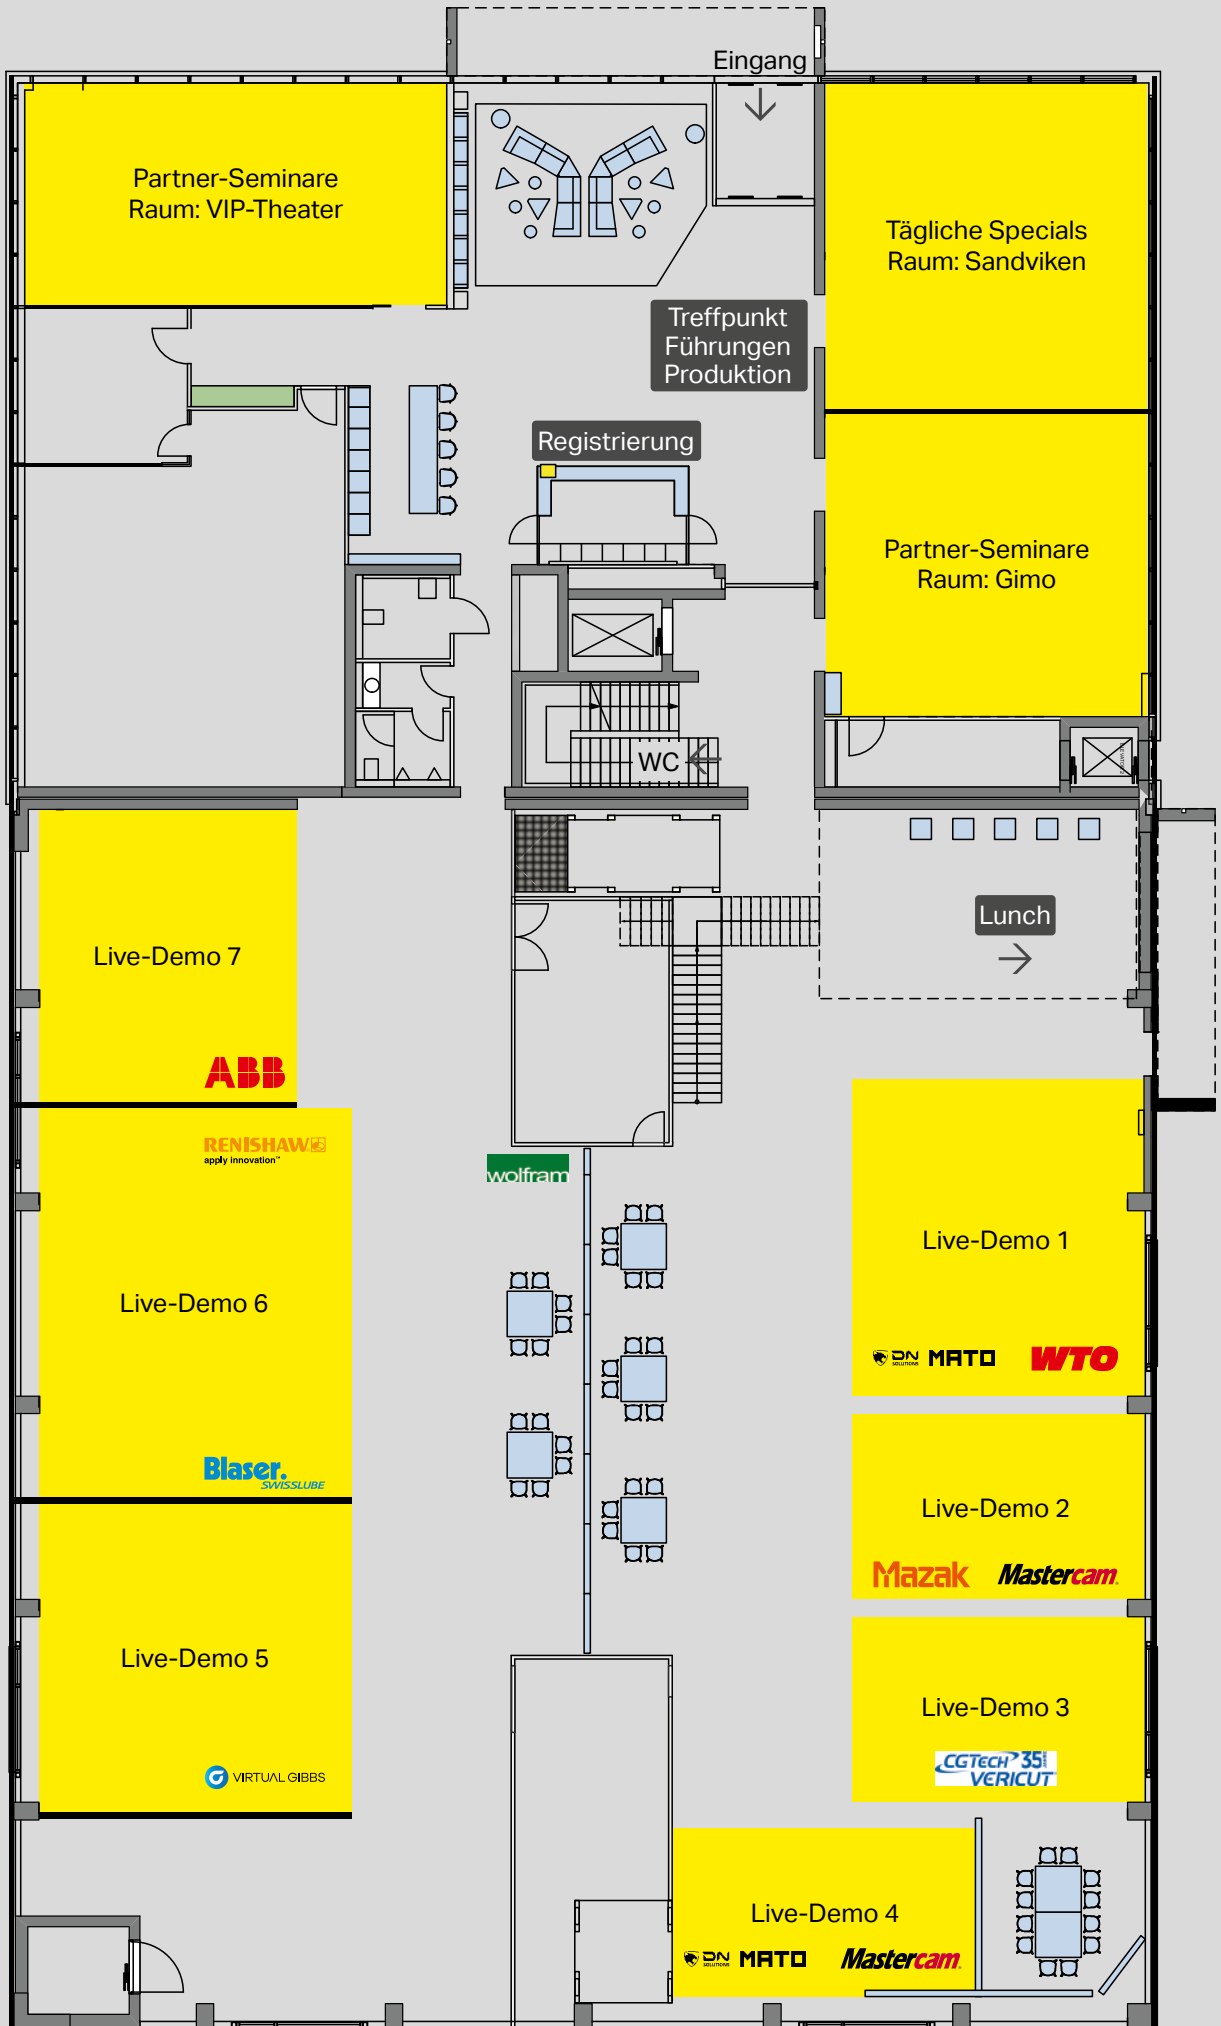 Eingang
Partner-Seminare
Raum: VIP-Theater
Tägliche Specials
Raum: Sandviken
Treffpunkt
Führungen
Produktion
Registrierung
Partner-Seminare
Raum: Gimo
WC
Lunch
Live-Demo 7
ABB
RENISHAW
apply innovation™
wolfram
Live-Demo 1
Live-Demo 6
DN
SOLUTIONS
MATO
WTO
Blaser.
SWISSLUBE
Live-Demo 2
Mazak
Mastercam.
Live-Demo 5
Live-Demo 3
CGTECH 35
VERICUT
VIRTUAL GIBBS
Live-Demo 4
DN
SOLUTIONS
MATO
Mastercam.